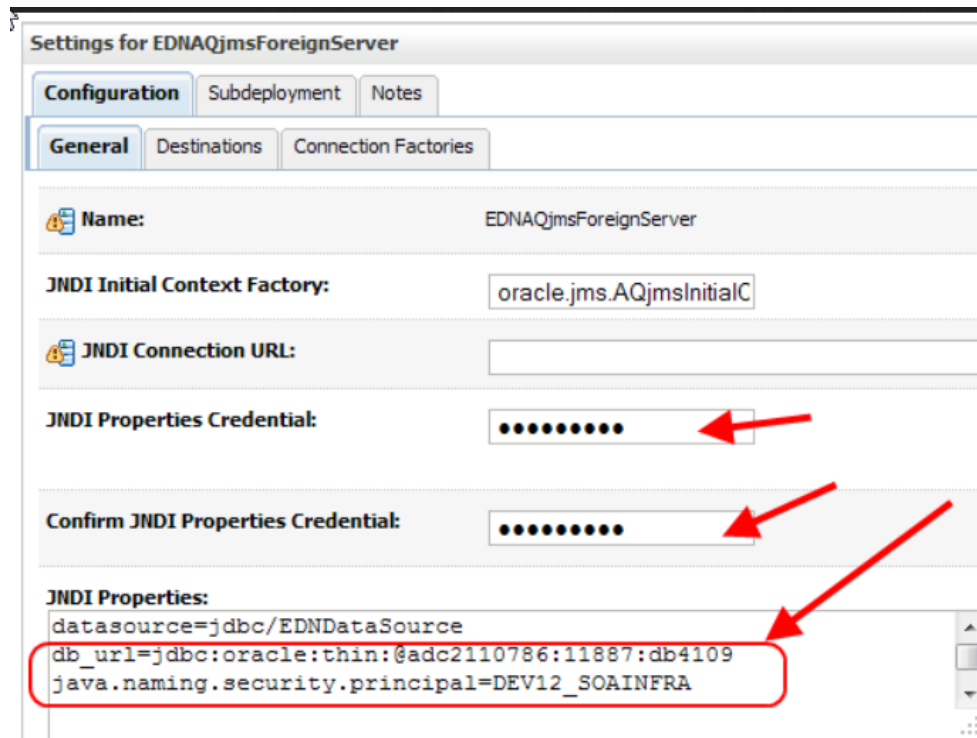 Settings for EDNAQjmsForeignServer
Configuration Subdeployment Notes
General Destinations Connection Factories
Name: EDNAQjmsForeignServer
JNDI Initial Context Factory: oracle.jms.AQjmsInitialC
JNDI Connection URL:
JNDI Properties Credential: •••••••••
Confirm JNDI Properties Credential: •••••••••
JNDI Properties:
datasource=jdbc/EDNDataSource
db_url=jdbc:oracle:thin:@adc2110786:11887:db4109
java.naming.security.principal=DEV12_SOAINFRA